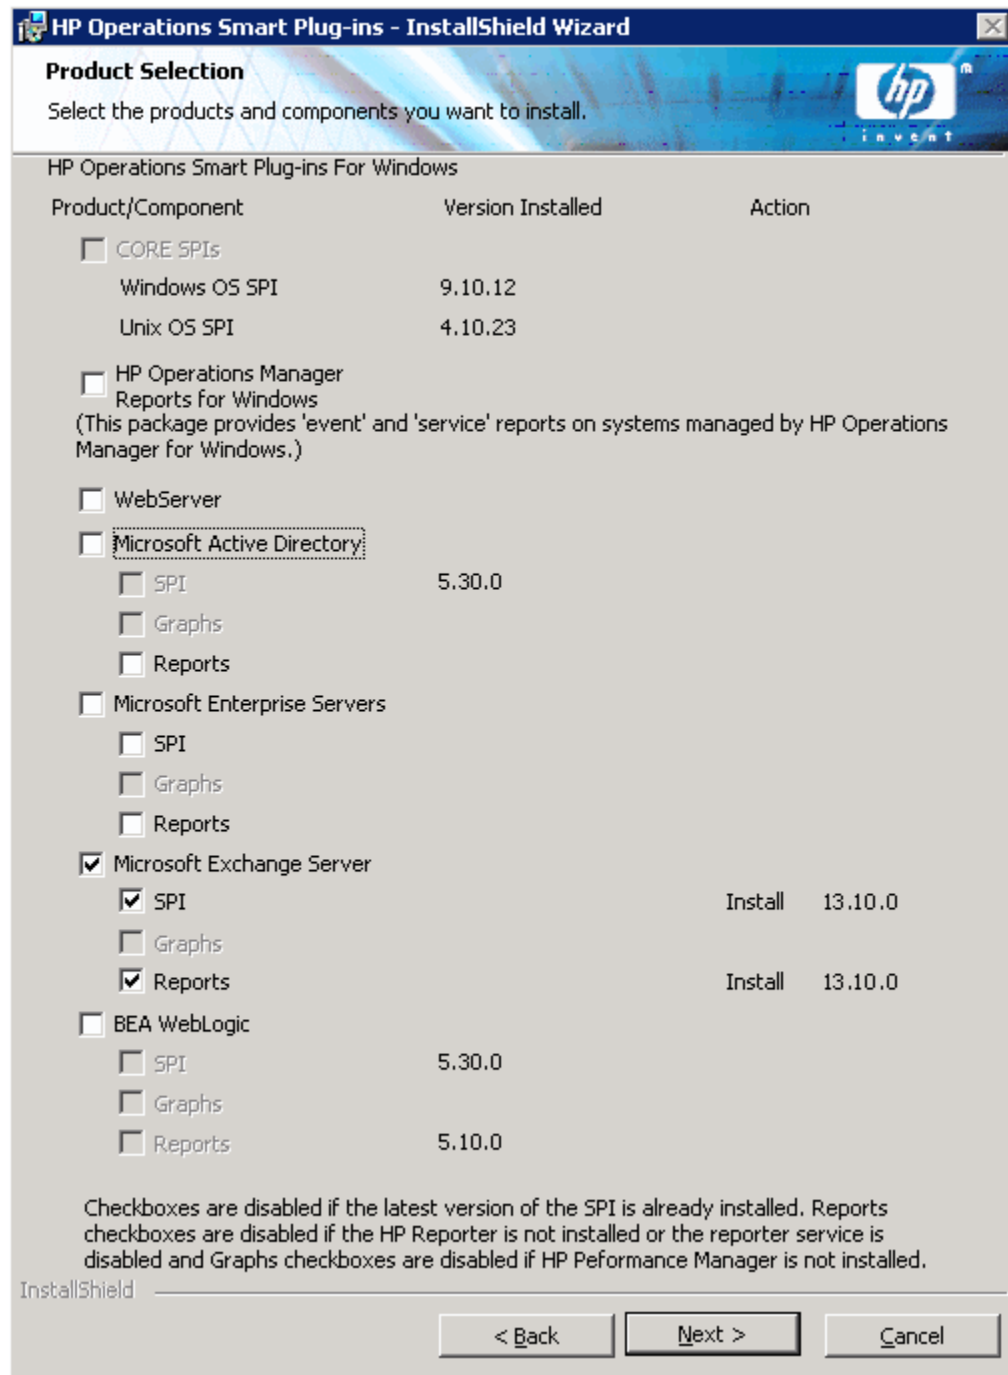 HP Operations Smart Plug-ins - InstallShield Wizard
Product Selection
Select the products and components you want to install.
hp
invent
HP Operations Smart Plug-ins For Windows
Product/Component Version Installed Action
CORE SPIs
Windows OS SPI 9.10.12
Unix OS SPI 4.10.23
HP Operations Manager
Reports for Windows
(This package provides 'event' and 'service' reports on systems managed by HP Operations
Manager for Windows.)
WebServer
Microsoft Active Directory
SPI 5.30.0
Graphs
Reports
Microsoft Enterprise Servers
SPI
Graphs
Reports
Microsoft Exchange Server
SPI Install 13.10.0
Graphs
Reports Install 13.10.0
BEA WebLogic
SPI 5.30.0
Graphs
Reports 5.10.0
Checkboxes are disabled if the latest version of the SPI is already installed. Reports
checkboxes are disabled if the HP Reporter is not installed or the reporter service is
disabled and Graphs checkboxes are disabled if HP Peformance Manager is not installed.
InstallShield
< Back Next > Cancel